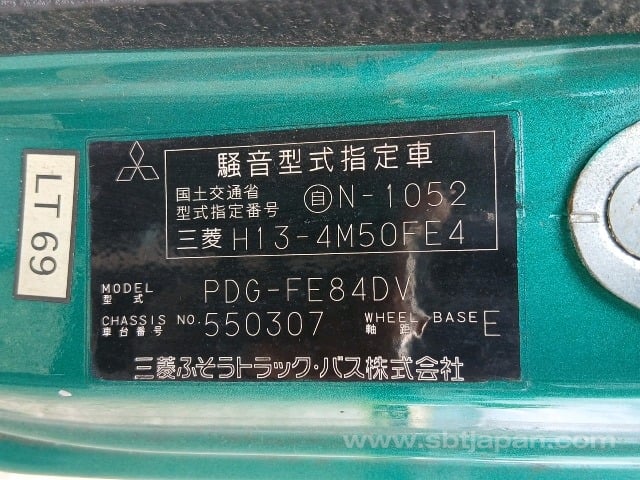 騒音型式指定車
国土交通省
型式指定番号 自N-1052
三菱 H13-4M50FE4
MODEL
型式 PDG-FE84DV
CHASSIS NO.
車台番号 550307 WHEEL BASE
軸距 E
三菱ふそうトラック・バス株式会社
LT 69
www.sbtjapan.com